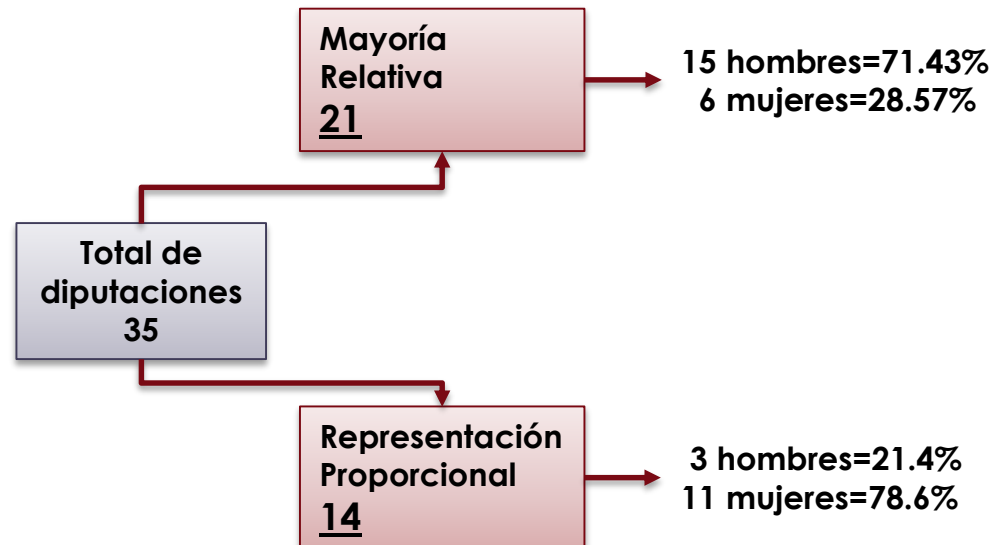 Mayoría
Relativa
21
15 hombres=71.43%
6 mujeres=28.57%
Total de
diputaciones
35
Representación
Proporcional
14
3 hombres=21.4%
11 mujeres=78.6%